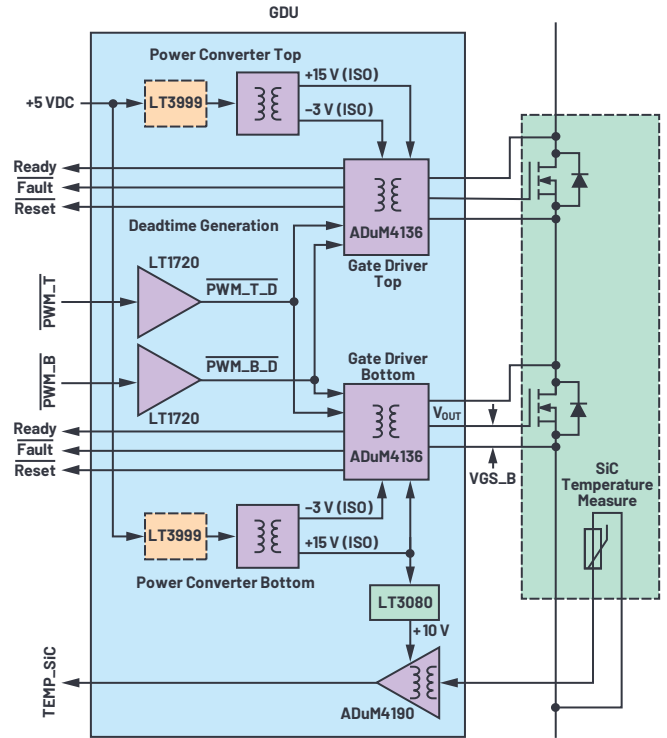 GDU
Power Converter Top
+15 V (ISO)
+5 VDC
LT3999
−3 V (ISO)
Ready
Fault
Reset
Deadtime Generation
ADuM4136
Gate Driver
Top
LT1720
PWM_T
PWM_T_D
PWM_B
PWM_B_D
Gate Driver
Bottom
LT1720
VOUT
Ready
Fault
Reset
ADuM4136
VGS_B
SiC
Temperature
Measure
−3 V (ISO)
LT3999
+15 V (ISO)
Power Converter Bottom
LT3080
+10 V
TEMP_SiC
ADuM4190